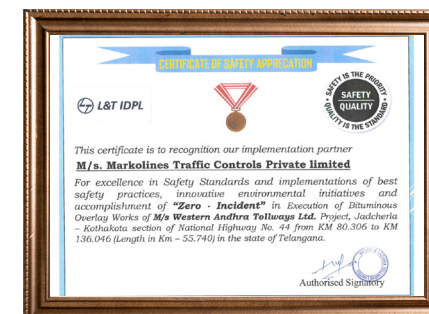 CERTIFICATE OF SAFETY APPRECATION
L&T IDPL
SAFETY IS THE PRIORITY
SAFETY
QUALITY
QUALITY IS THE STANDARD
This certificate is to recognition our implementation partner
M/s. Markolines Traffic Controls Private limited
For excellence in Safety Standards and implementations of best
safety practices, innovative environmental initiatives and
accomplishment of "Zero - Incident" in Execution of Bituminous
Overlay Works of M/s Western Andhra Tollways Ltd. Project, Jadcherla
– Kothakota section of National Highway No. 44 from KM 80.306 to KM
136.046 (Length in Km – 55.740) in the state of Telangana.
Authorised Signatory